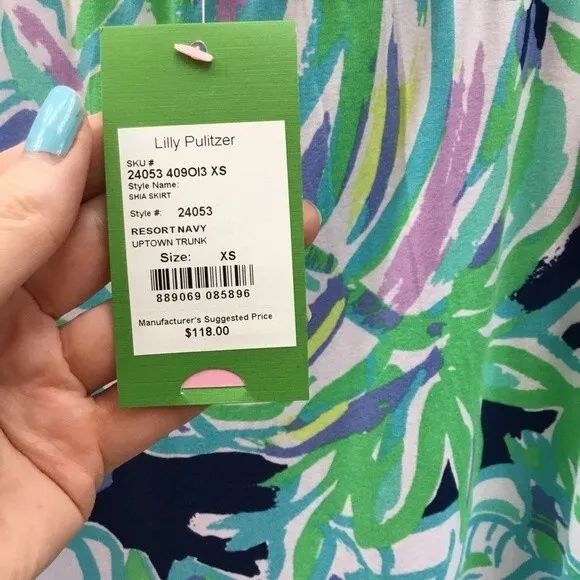 Lilly Pulitzer
SKU #
24053 409OI3 XS
Style Name:
SHIA SKIRT
Style #: 24053
RESORT NAVY
UPTOWN TRUNK
Size: XS
889069 085896
Manufacturer's Suggested Price
$118.00